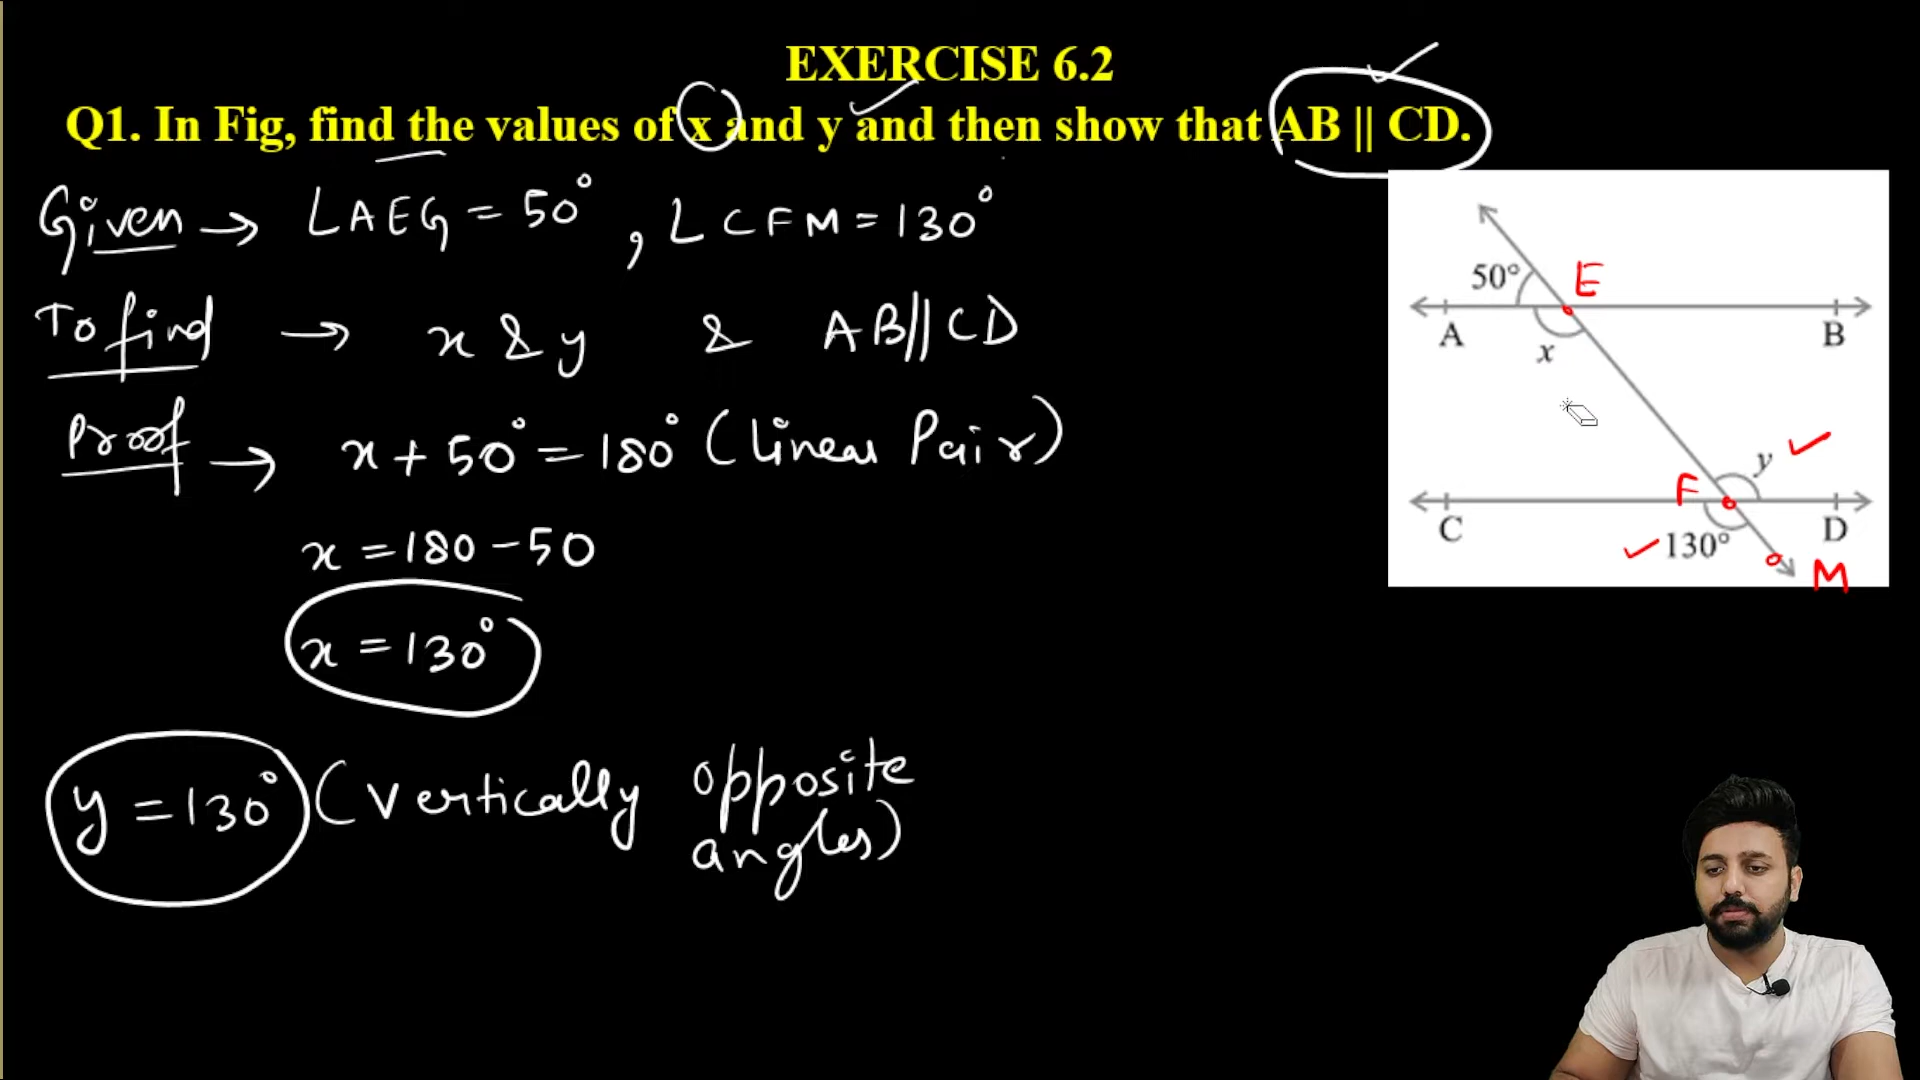 EXERCISE 6.2
Q1. In Fig, find the values of x and y and then show that AB || CD.
Given → ∠AEG = 50°, ∠CFM = 130°
To find → x & y & AB||CD
Proof → x + 50° = 180° (Linear Pair)
x = 180 - 50
x = 130°
y = 130° (vertically opposite
angles)
50° E
A B
x
y
F
C D
130°
M